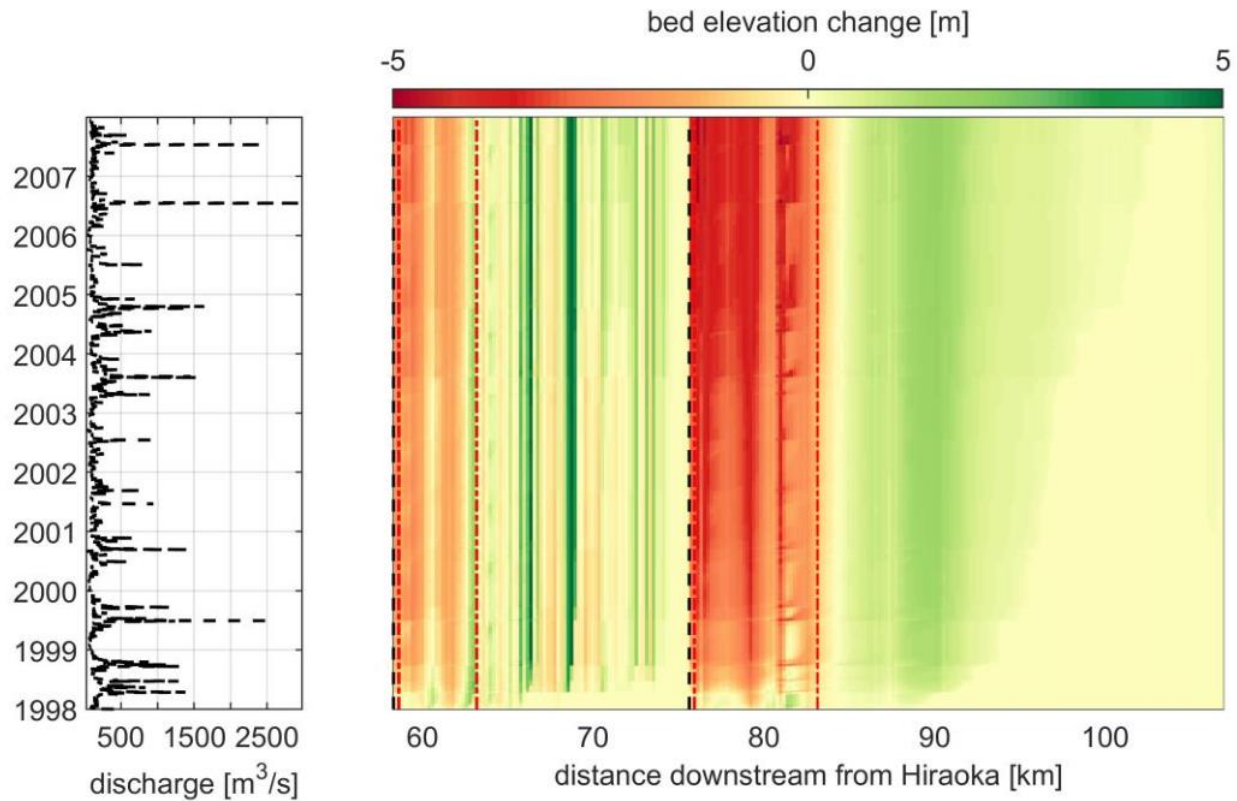 bed elevation change [m]
-5 0 5
2007
2006
2005
2004
2003
2002
2001
2000
1999
1998
500 1500 2500
discharge [m³/s]
60 70 80 90 100
distance downstream from Hiraoka [km]